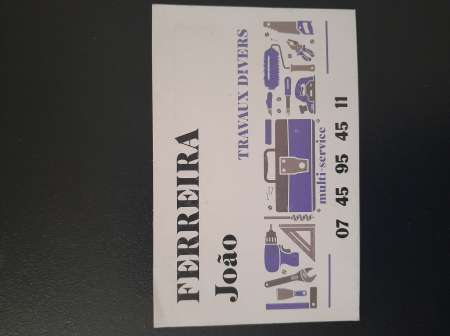 FERREIRA
João
TRAVAUX DIVERS
multi-service
07 45 95 45 11